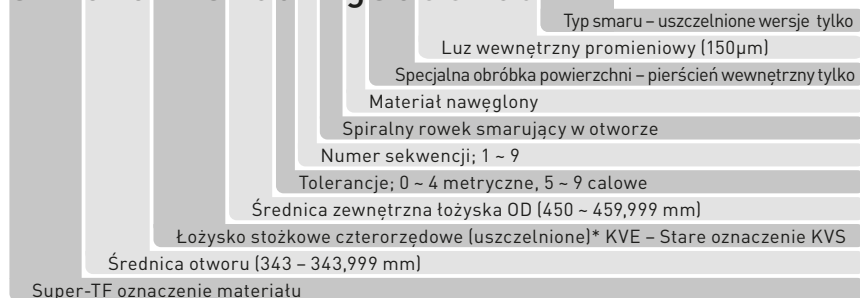 Typ smaru – uszczelnione wersje tylko
Luz wewnętrzny promieniowy (150µm)
Specjalna obróbka powierzchni – pierścień wewnętrzny tylko
Materiał nawęglony
Spiralny rowek smarujący w otworze
Numer sekwencji; 1 ~ 9
Tolerancje; 0 ~ 4 metryczne, 5 ~ 9 calowe
Średnica zewnętrzna łożyska OD (450 ~ 459,999 mm)
Łożysko stożkowe czterorzędowe (uszczelnione)* KVE – Stare oznaczenie KVS
Średnica otworu (343 – 343,999 mm)
Super-TF oznaczenie materiału